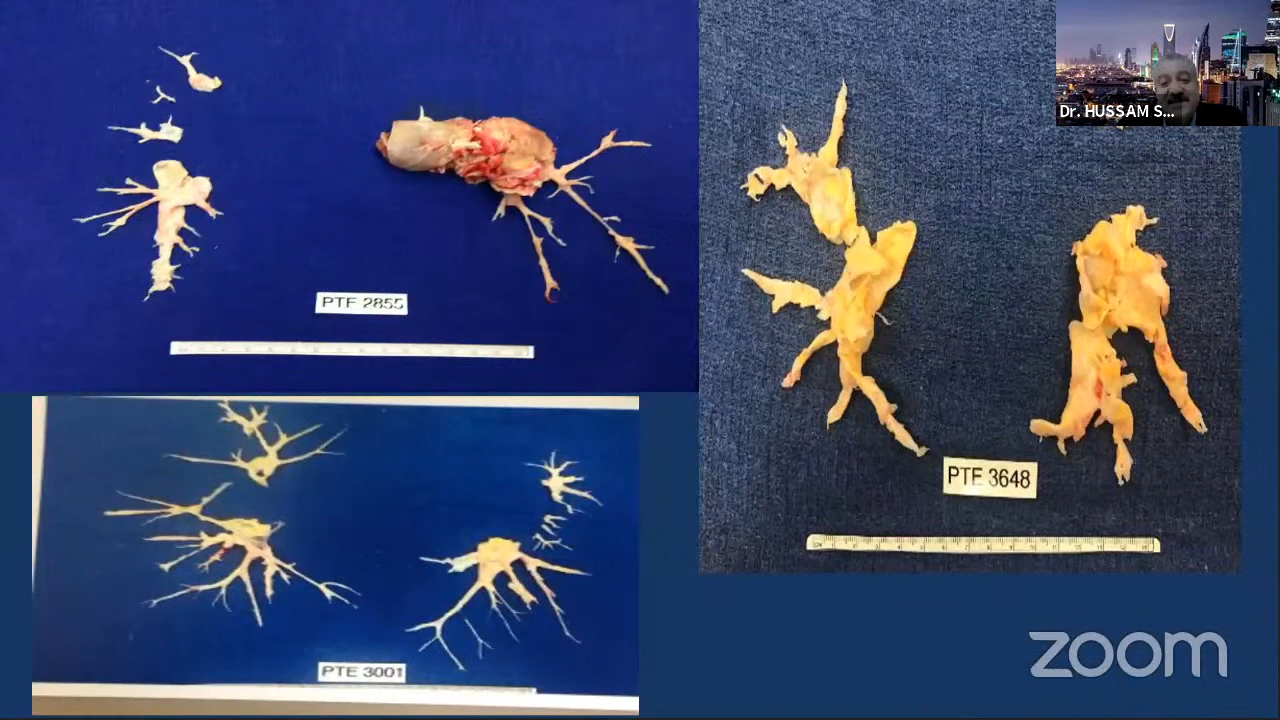 Dr. HUSSAM S...
PTE 2855
PTE 3648
PTE 3001
zoom